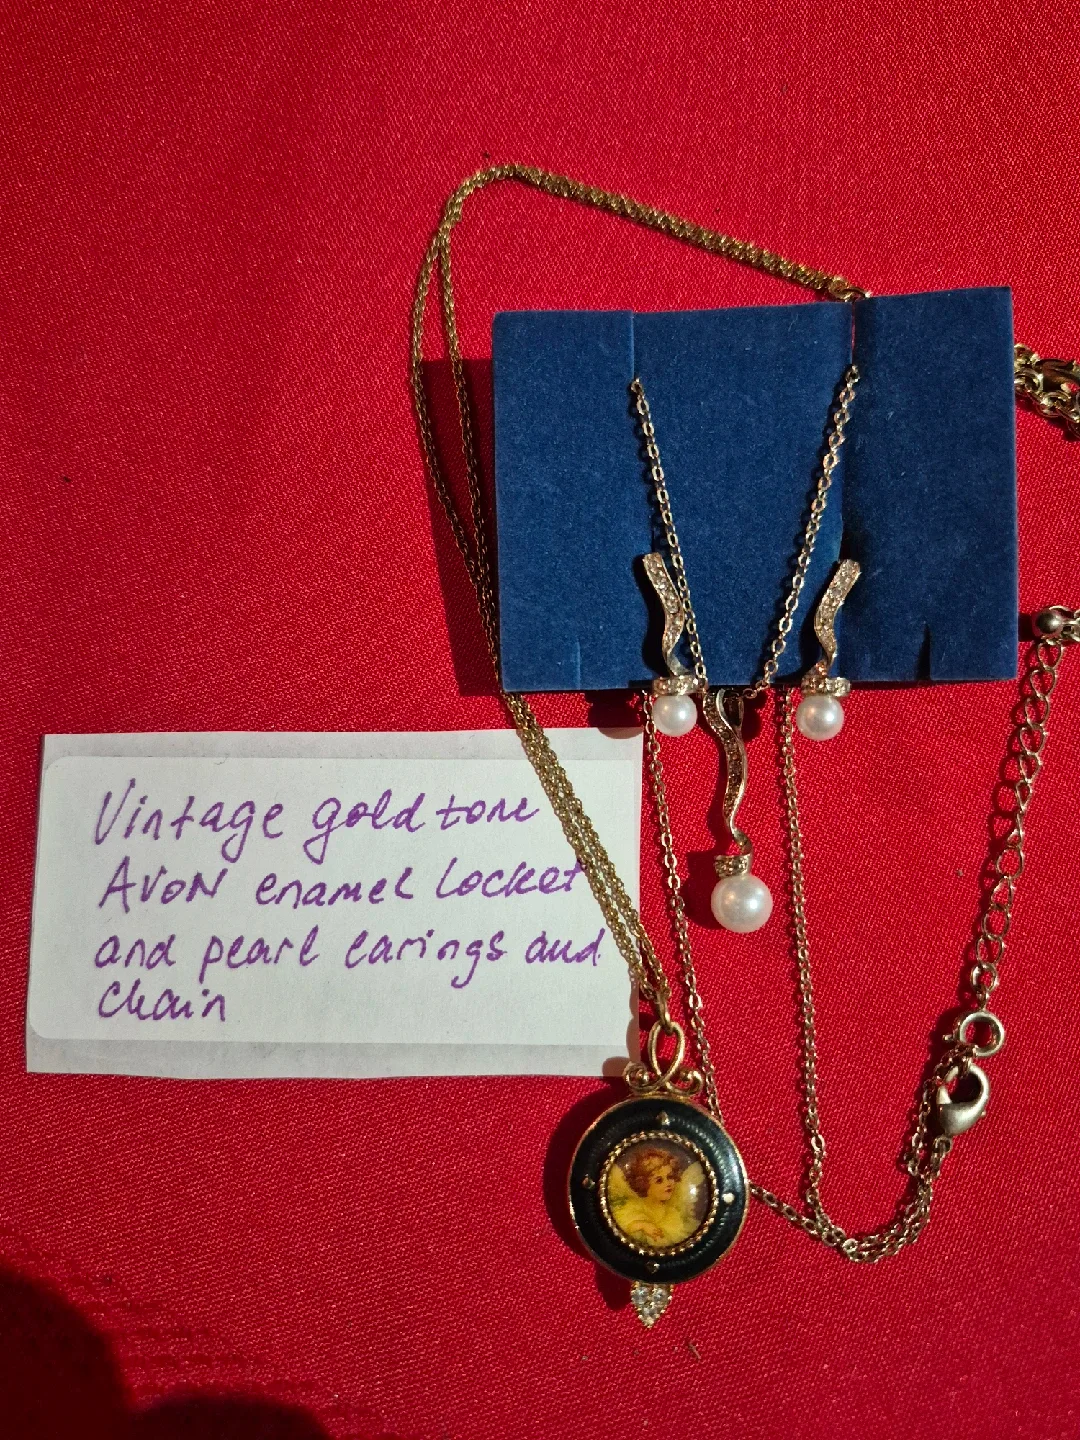 Vintage gold tone
AVON enamel Locket
and pearl earings and
Chain